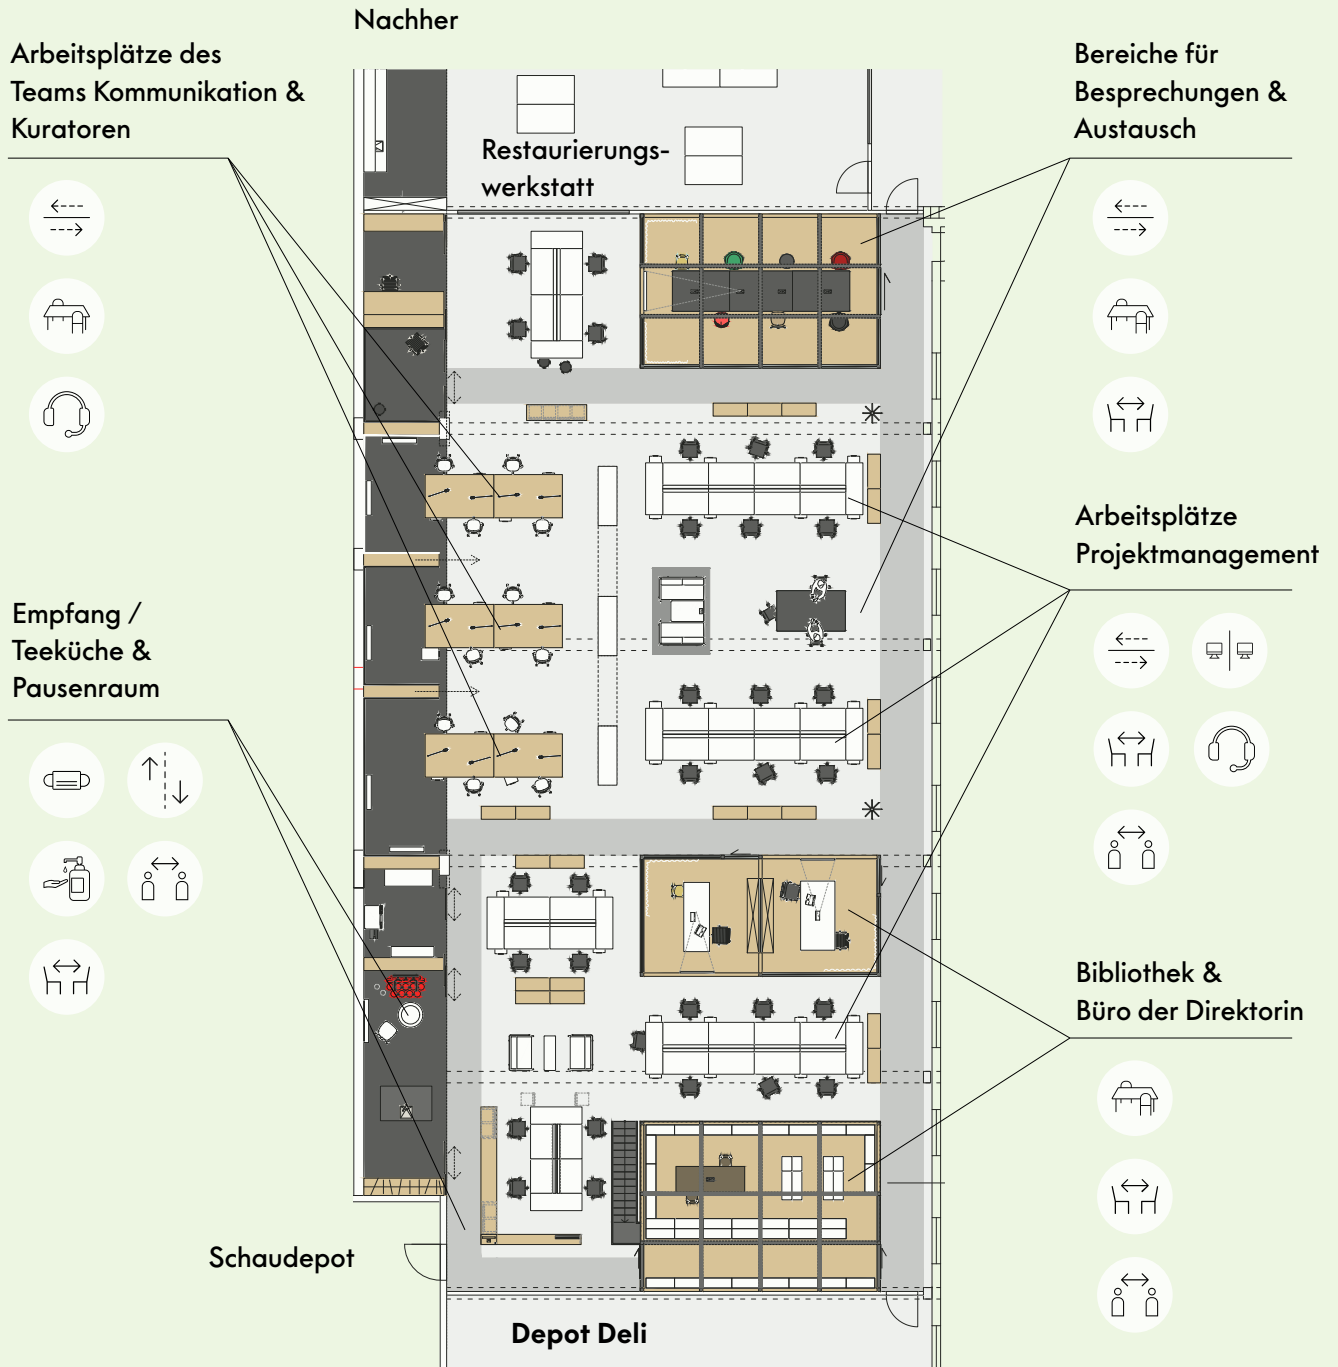 Nachher
Arbeitsplätze des
Teams Kommunikation &
Kuratoren
Bereiche für
Besprechungen &
Austausch
Restaurierungs-
werkstatt
Arbeitsplätze
Projektmanagement
Empfang /
Teeküche &
Pausenraum
Bibliothek &
Büro der Direktorin
Schaudepot
Depot Deli